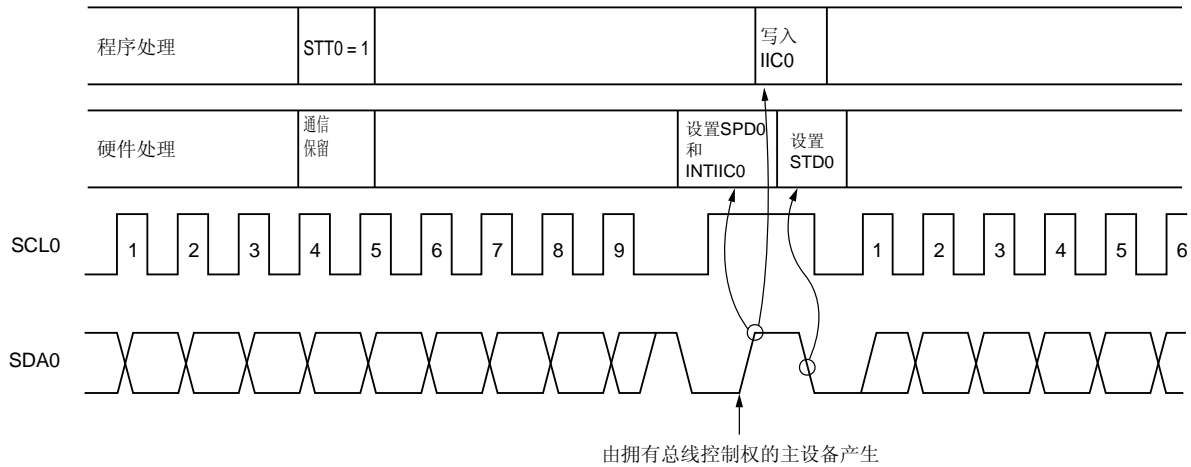 程序处理
STT0 = 1
写入
IIC0
硬件处理
通信
保留
设置SPD0
和
INTIIC0
设置
STD0
SCL0
1 2 3 4 5 6 7 8 9 1 2 3 4 5 6
SDA0
由拥有总线控制权的主设备产生